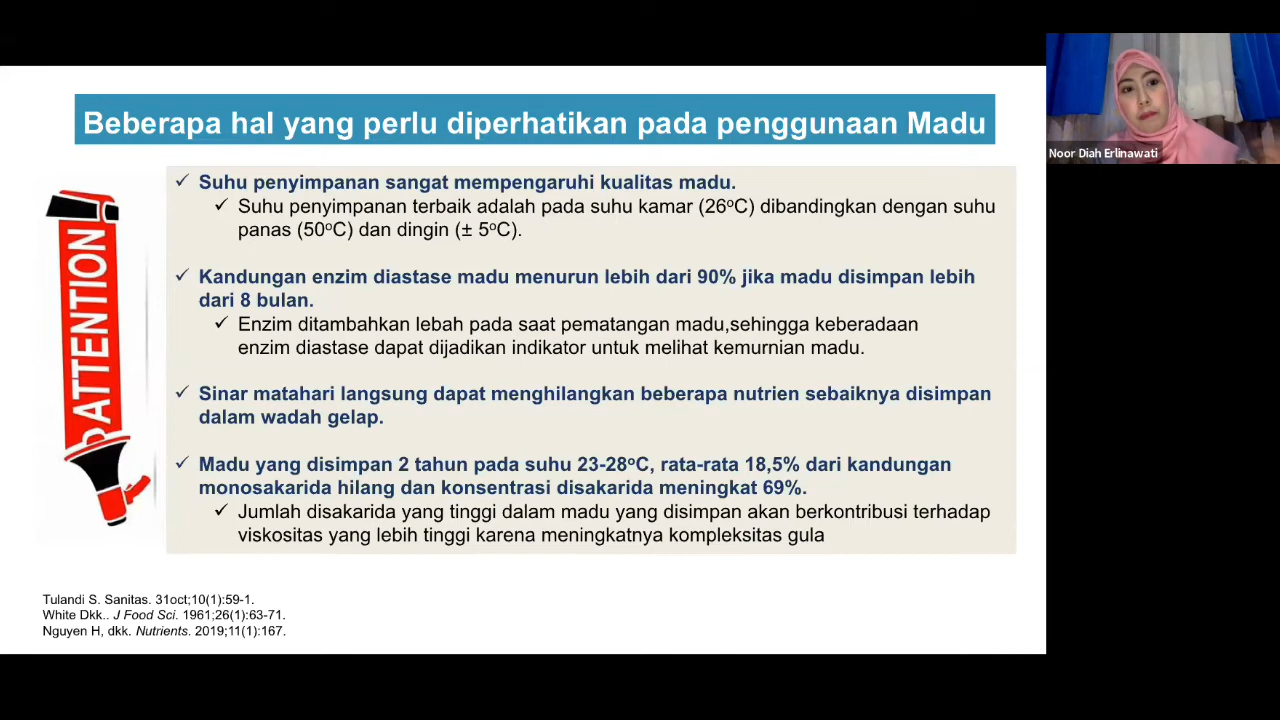 Beberapa hal yang perlu diperhatikan pada penggunaan Madu
Noor Diah Erlinawati
ATTENTION
✓ Suhu penyimpanan sangat mempengaruhi kualitas madu.
✓ Suhu penyimpanan terbaik adalah pada suhu kamar (26°C) dibandingkan dengan suhu
panas (50°C) dan dingin (± 5°C).
✓ Kandungan enzim diastase madu menurun lebih dari 90% jika madu disimpan lebih
dari 8 bulan.
✓ Enzim ditambahkan lebah pada saat pematangan madu,sehingga keberadaan
enzim diastase dapat dijadikan indikator untuk melihat kemurnian madu.
✓ Sinar matahari langsung dapat menghilangkan beberapa nutrien sebaiknya disimpan
dalam wadah gelap.
✓ Madu yang disimpan 2 tahun pada suhu 23-28°C, rata-rata 18,5% dari kandungan
monosakarida hilang dan konsentrasi disakarida meningkat 69%.
✓ Jumlah disakarida yang tinggi dalam madu yang disimpan akan berkontribusi terhadap
viskositas yang lebih tinggi karena meningkatnya kompleksitas gula
Tulandi S. Sanitas. 31oct;10(1):59-1.
White Dkk.. J Food Sci. 1961;26(1):63-71.
Nguyen H, dkk. Nutrients. 2019;11(1):167.